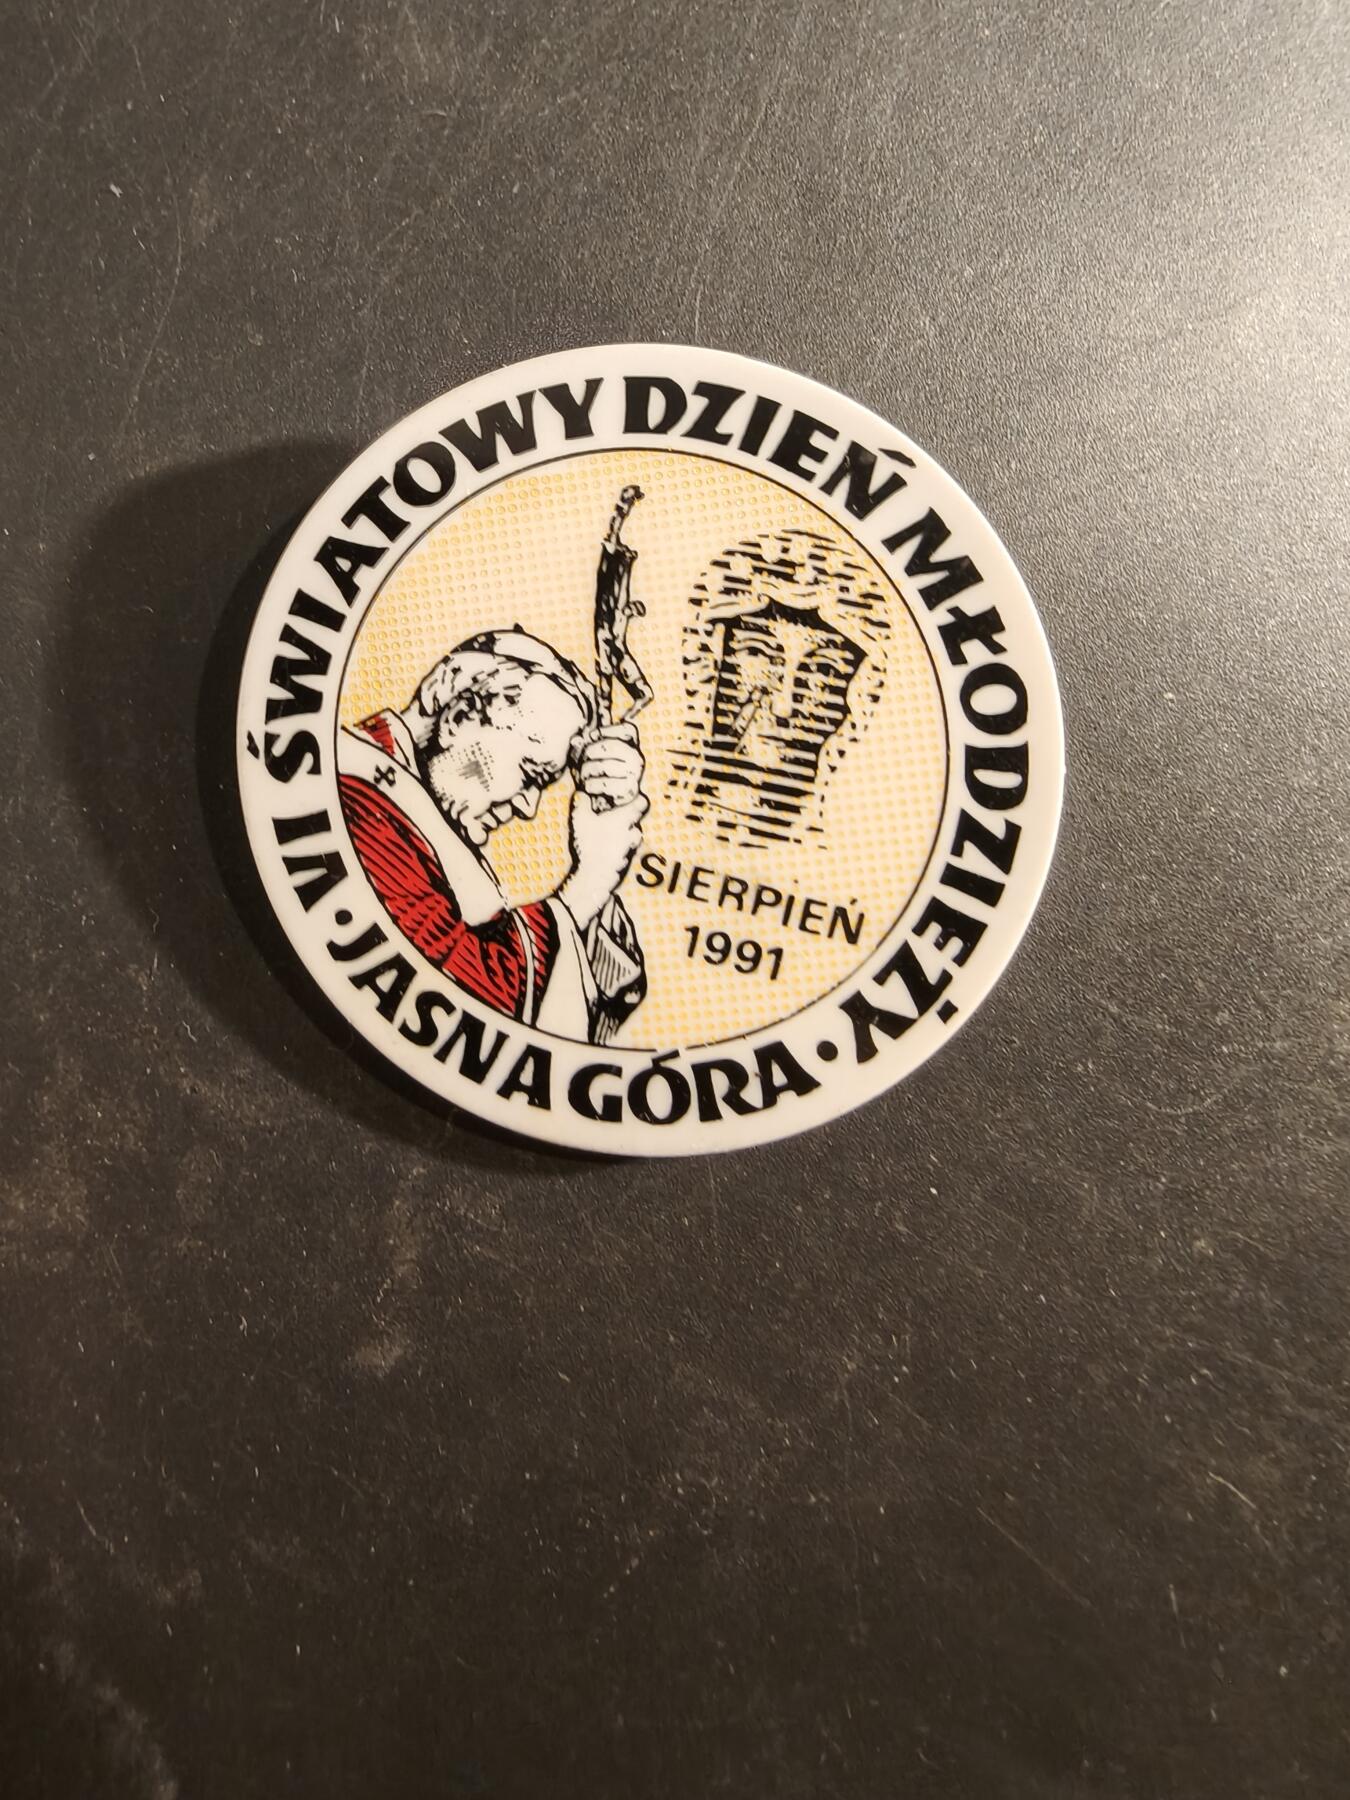 VI ŚWIATOWY DZIEŃ MŁODZIEŻY • JASNA GÓRA •
SIERPIEŃ
1991